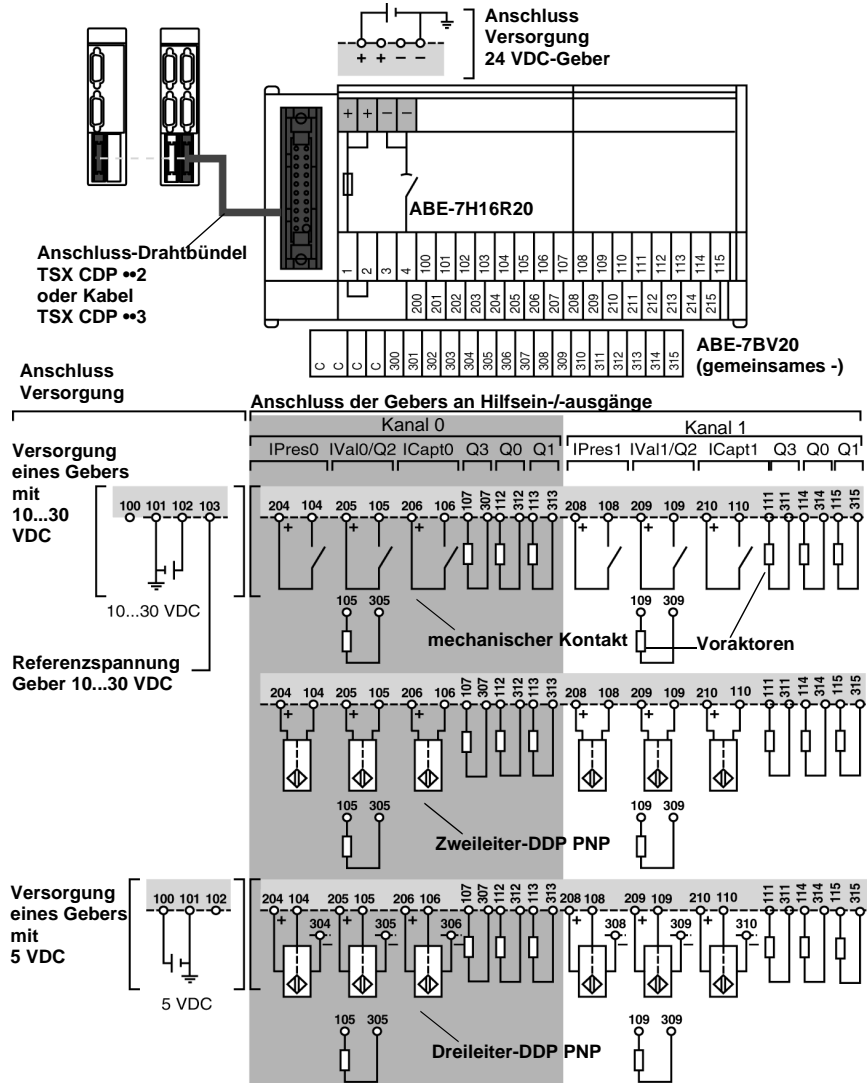 Anschluss
Versorgung
24 VDC-Geber
+ + − −
+ + − −
ABE-7H16R20
Anschluss-Drahtbündel
TSX CDP ••2
oder Kabel
TSX CDP ••3
1 2 3 4 100 101 102 103 104 105 106 107 108 109 110 111 112 113 114 115
200 201 202 203 204 205 206 207 208 209 210 211 212 213 214 215
C C C C 300 301 302 303 304 305 306 307 308 309 310 311 312 313 314 315
ABE-7BV20
(gemeinsames -)
Anschluss
Versorgung
Anschluss der Gebers an Hilfsein-/-ausgänge
Kanal 0 Kanal 1
IPres0 IVal0/Q2 ICapt0 Q3 Q0 Q1 IPres1 IVal1/Q2 ICapt1 Q3 Q0 Q1
Versorgung
eines Gebers
mit
10...30
VDC
100 101 102 103
10...30 VDC
204 104 205 105 206 106 107 307 112 312 113 313 208 108 209 109 210 110 111 311 114 314 115 315
+ + + + + +
105 305 109 309
mechanischer Kontakt
Voraktoren
Referenzspannung
Geber 10...30 VDC
204 104 205 105 206 106 107 307 112 312 113 313 208 108 209 109 210 110 111 311 114 314 115 315
+ + + + + +
105 305 109 309
Zweileiter-DDP PNP
Versorgung
eines Gebers
mit
5 VDC
100 101 102
5 VDC
204 104 205 105 206 106 107 307 112 312 113 313 208 108 209 109 210 110 111 311 114 314 115 315
+ 304 − + 305 − + 306 − + 308 − + 309 − + 310 −
105 305 109 309
Dreileiter-DDP PNP